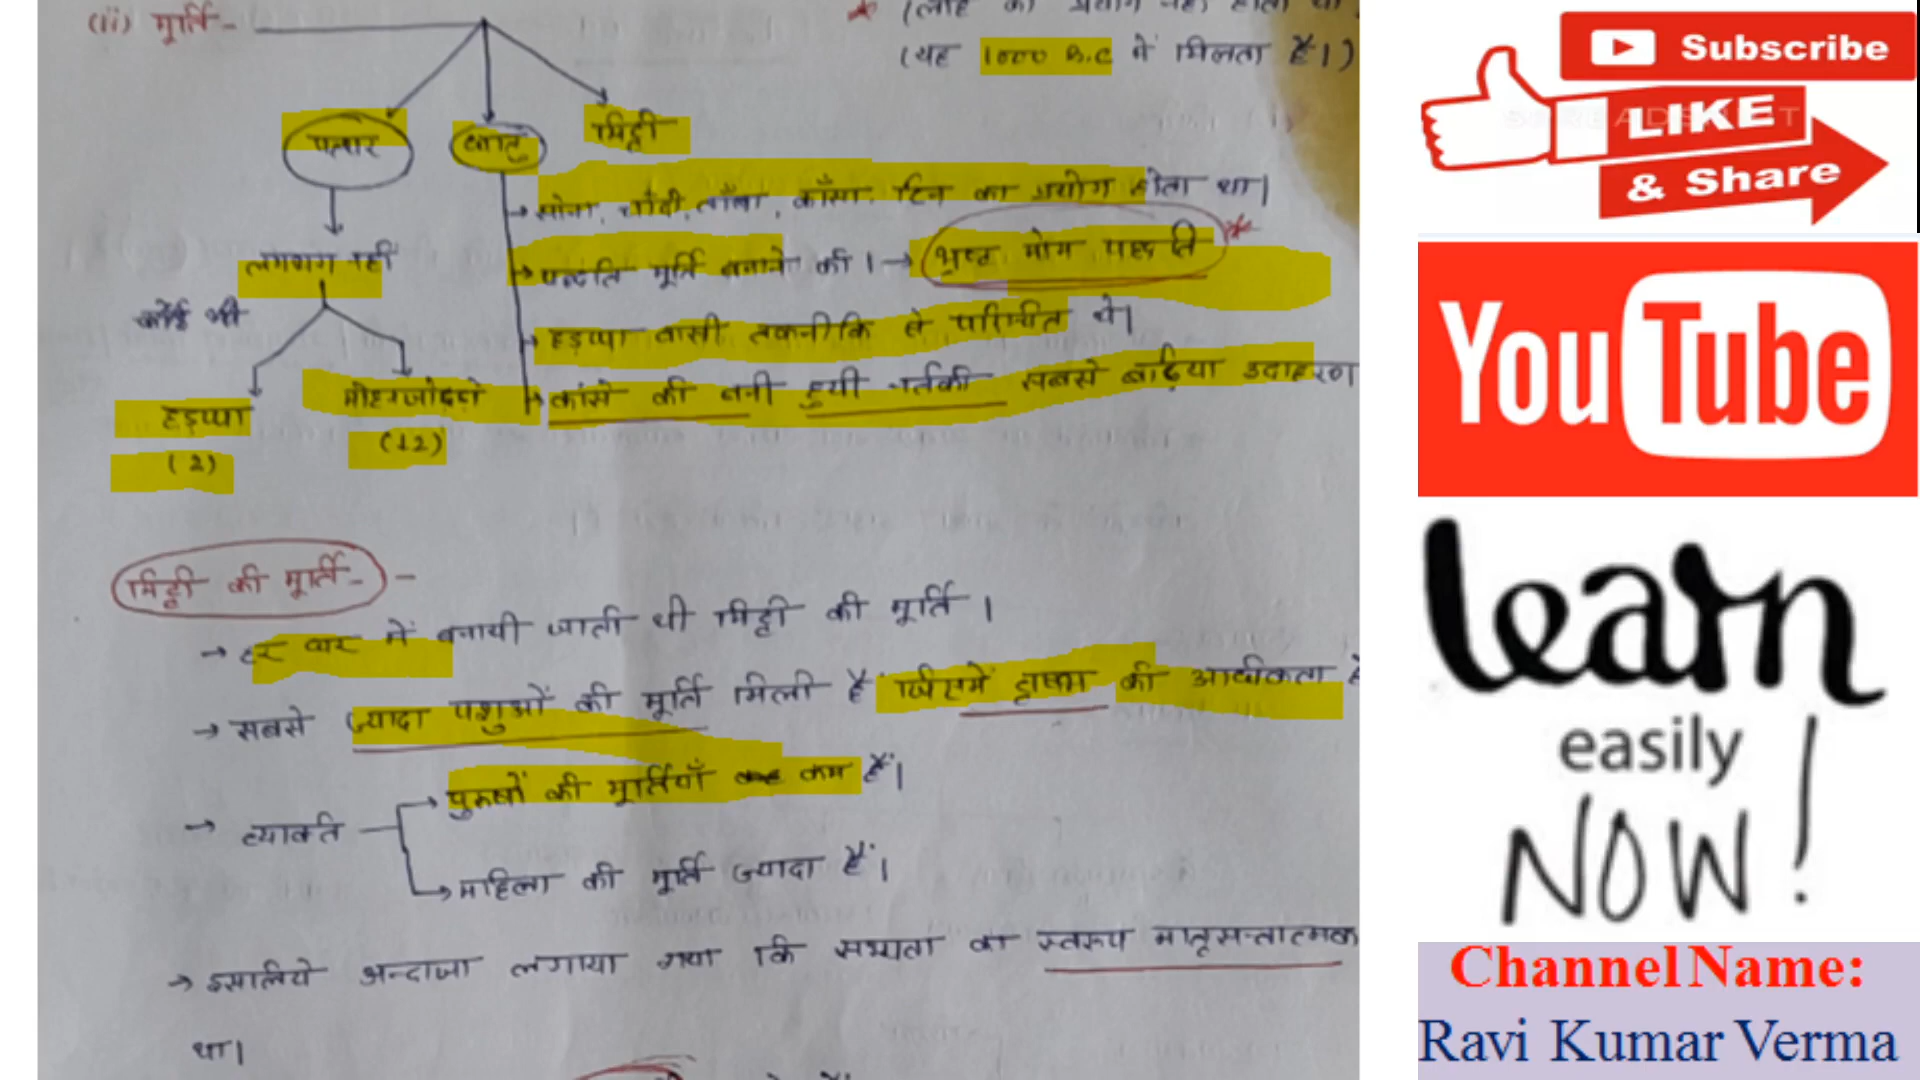 (ii) मूर्ति -
(लोहे का प्रयोग नहीं होता था
(यह 1000 B.C में मिलता है।)
पत्थर
धातु
मिट्टी
→ सोना, चाँदी, ताँबा, काँसा, टिन का प्रयोग होता था।
लगभग नहीं
→ पद्धति मूर्ति बनाने की। → भ्रष्ट मोम पद्धति
कोई भी
→ हड़प्पा वासी तकनीकि से परिचित थे।
→ कांसे की बनी हुयी नर्तकी सबसे बढ़िया उदाहरण
हड़प्पा
(2)
मोहनजोदड़ो
(12)
मिट्टी की मूर्ति - -
→ हर घर में बनायी जाती थी मिट्टी की मूर्ति।
→ सबसे ज्यादा पशुओं की मूर्ति मिली है की आधीकता है
→ व्याक्ति
→ पुरुषों की मूर्तियाँ कम हैं।
→ महिला की मूर्ति ज्यादा हैं।
→ इसलिये अन्दाजा लगाया गया कि सभ्यता का स्वरूप मातृसत्तात्मक
था।
Subscribe
LIKE
& Share
YouTube
learn
easily
NOW!
Channel Name:
Ravi Kumar Verma